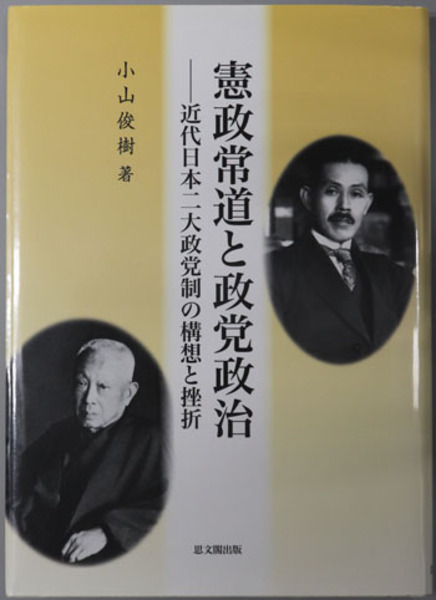 憲政常道と政党政治
――近代日本二大政党制の構想と挫折
小山俊樹 著
思文閣出版